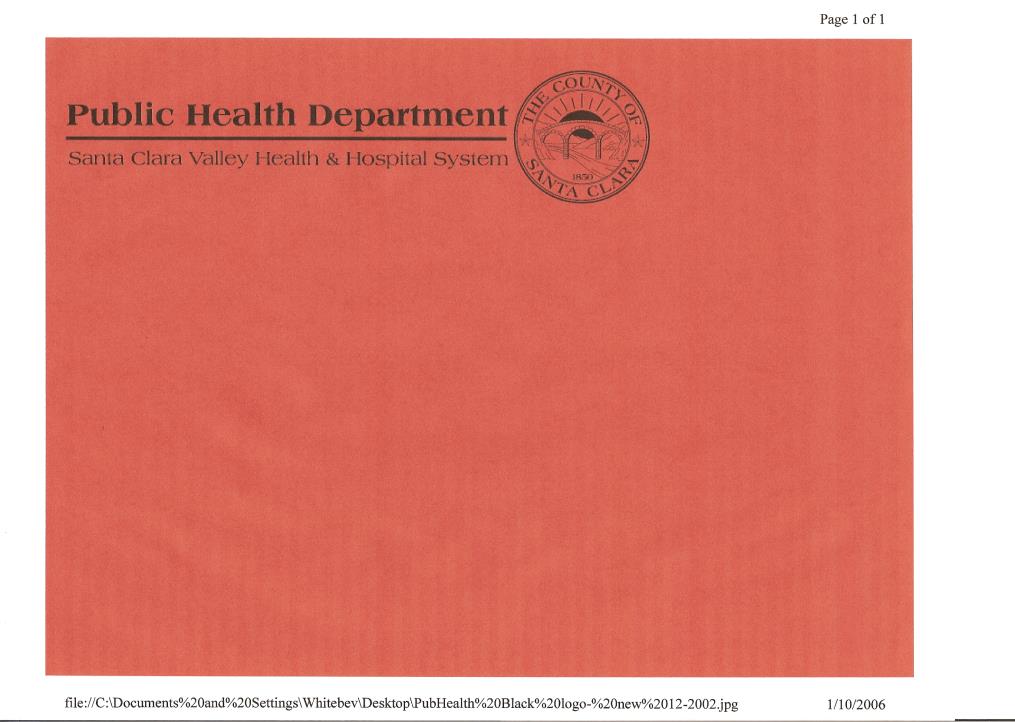 Page 1 of 1
Public Health Department
Santa Clara Valley Health & Hospital System
THE COUNTY OF
SANTA CLARA
1850
file://C:\Documents%20and%20Settings\Whitebev\Desktop\PubHealth%20Black%20logo-%20new%2012-2002.jpg
1/10/2006